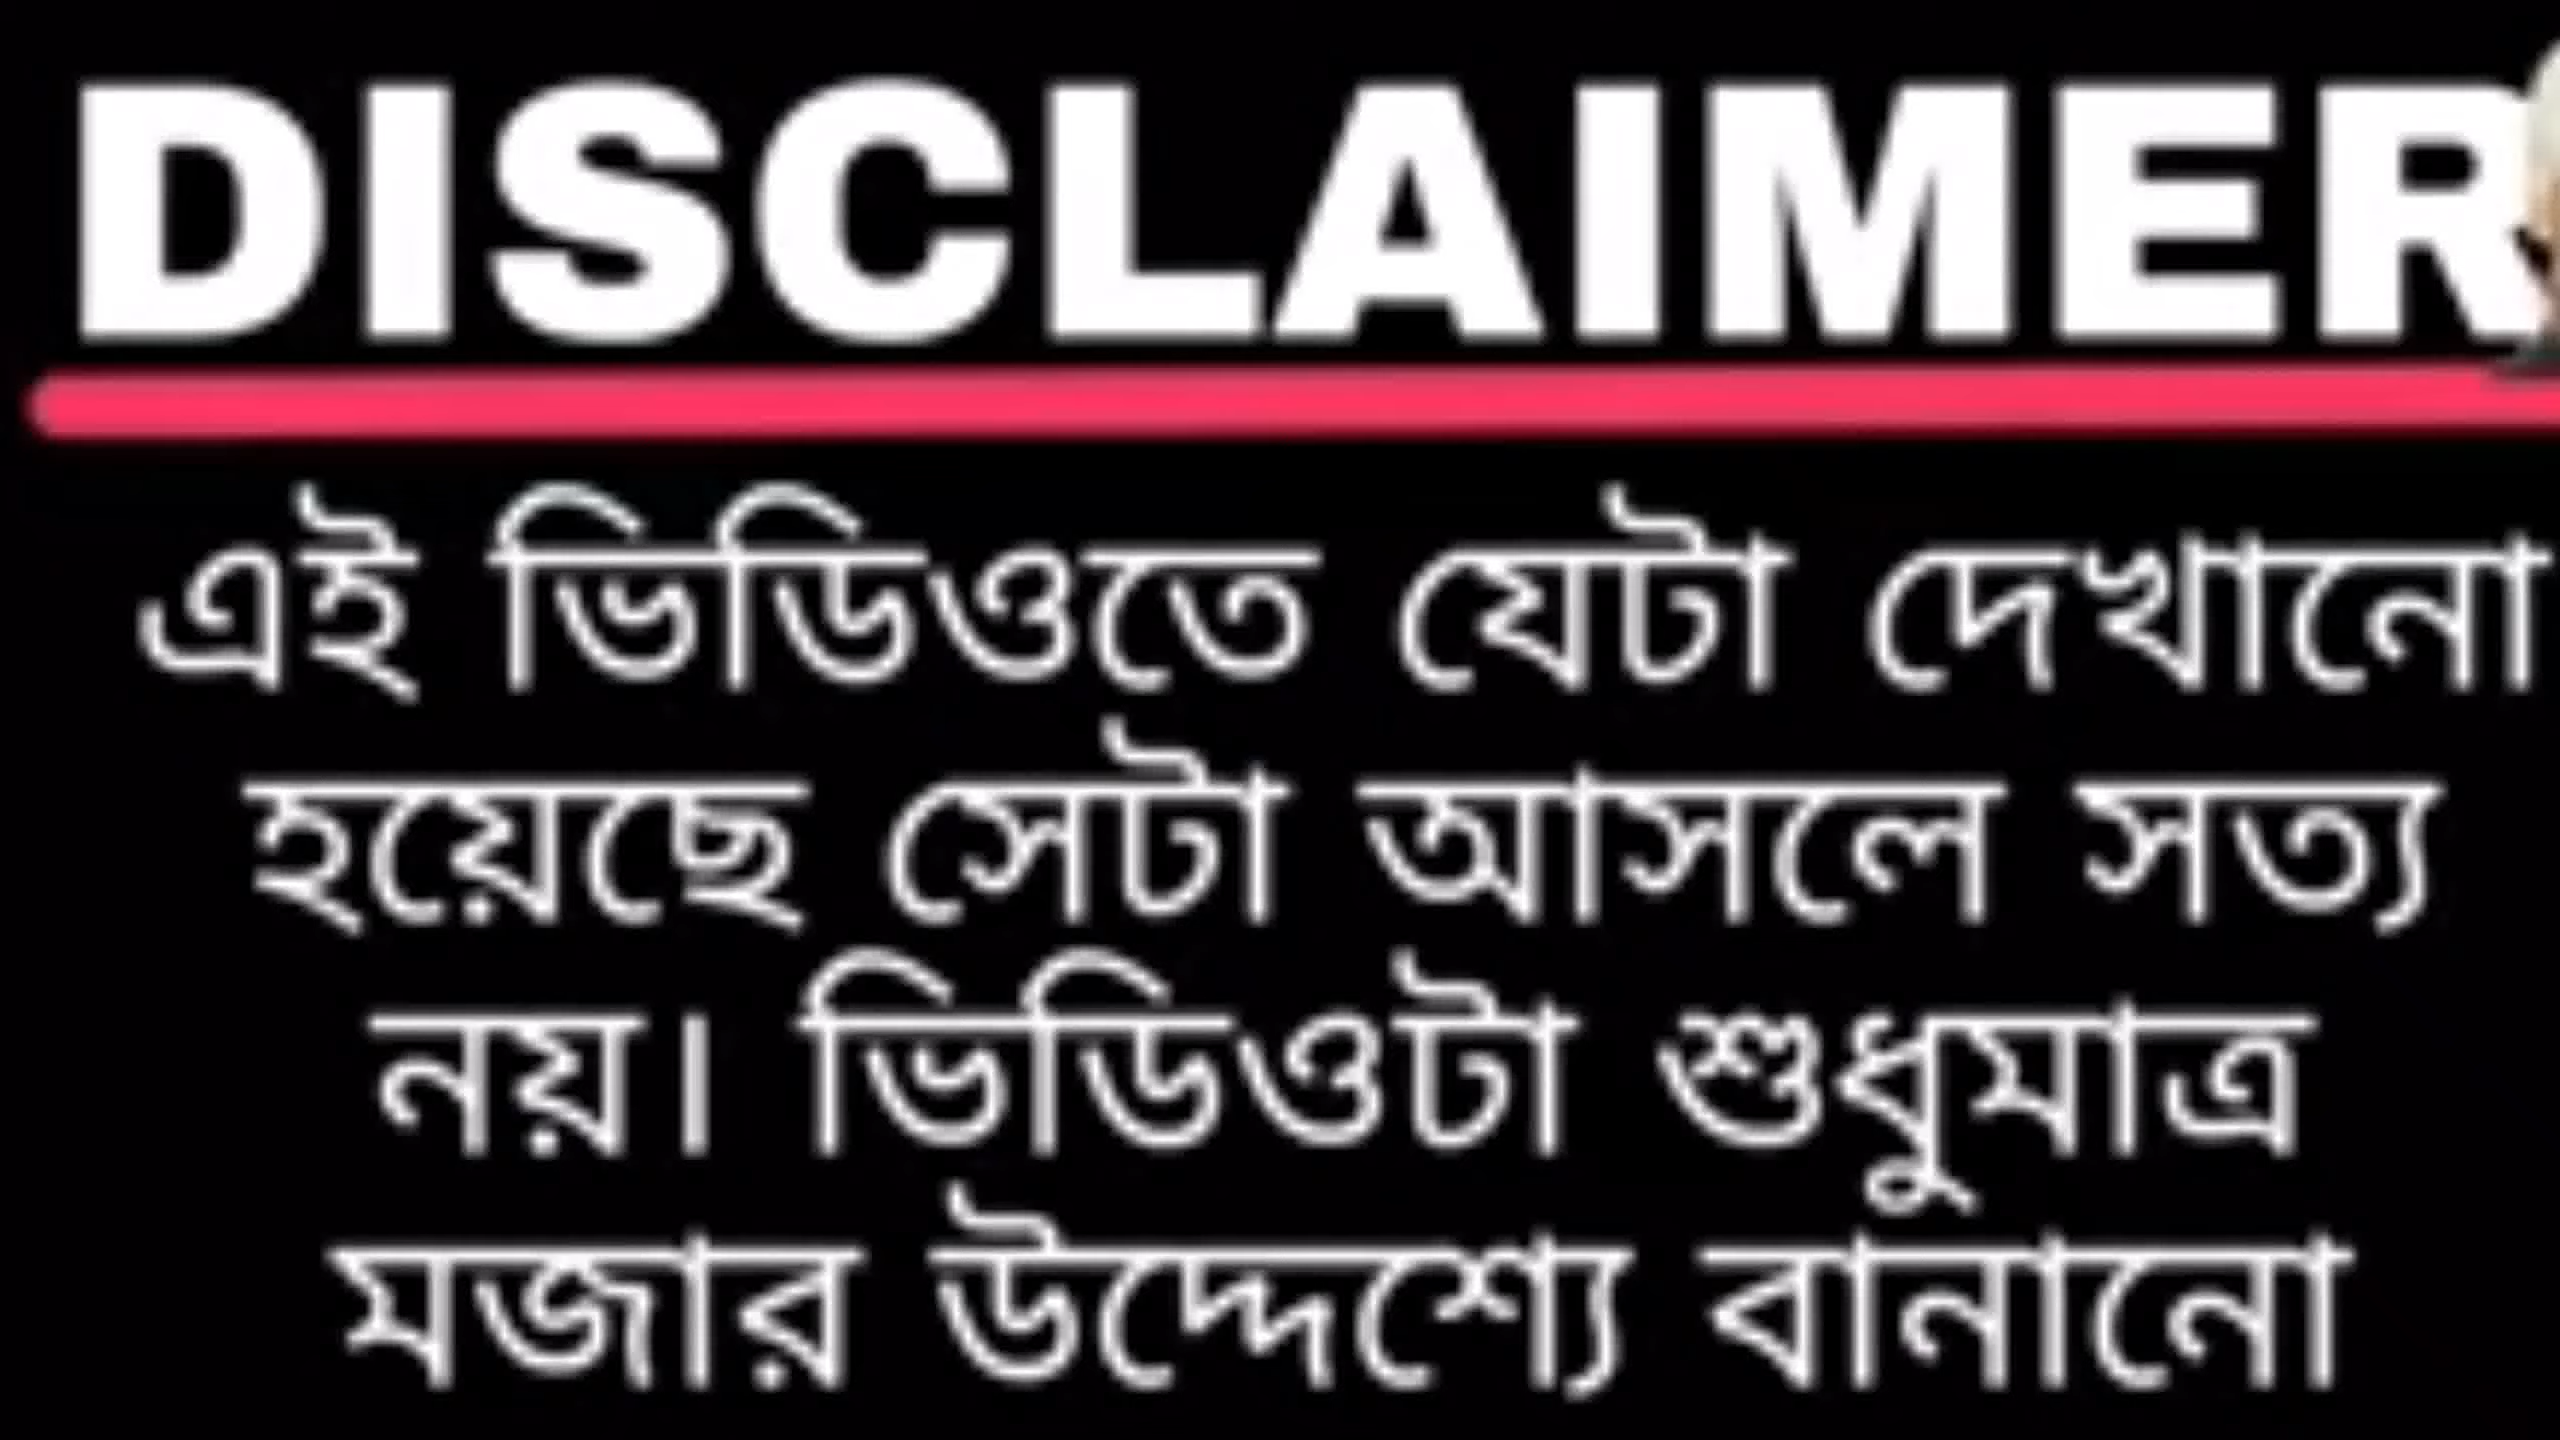 DISCLAIMER
এই ভিডিওতে যেটা দেখানো
হয়েছে সেটা আসলে সত্য
নয়। ভিডিওটা শুধুমাত্র
মজার উদ্দেশ্যে বানানো